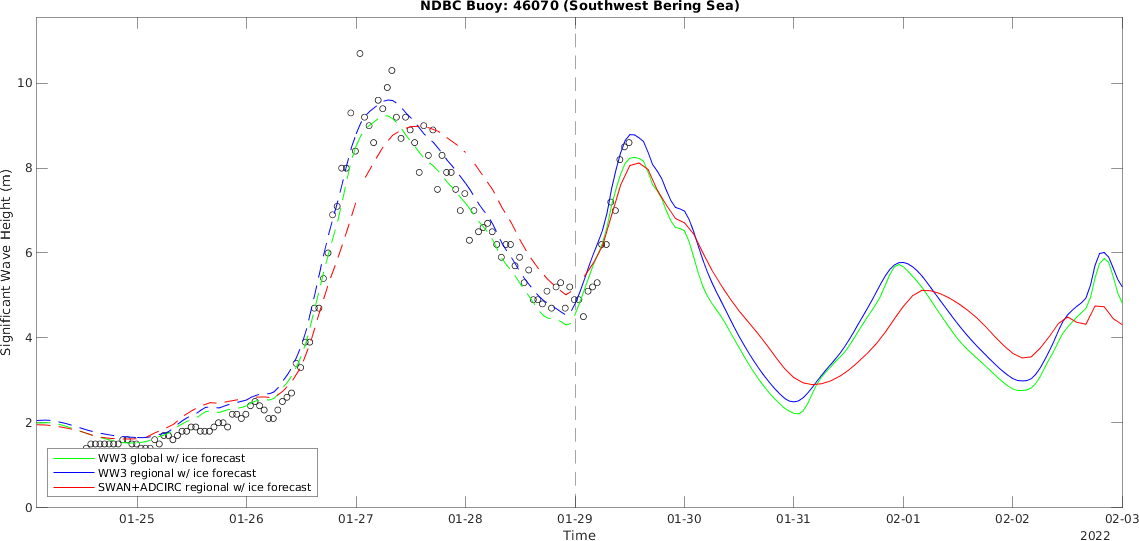 NDBC Buoy: 46070 (Southwest Bering Sea)
Significant Wave Height (m)
10
8
6
4
2
0
WW3 global w/ ice forecast
WW3 regional w/ ice forecast
SWAN+ADCIRC regional w/ ice forecast
01-25 01-26 01-27 01-28 01-29 01-30 01-31 02-01 02-02 02-03
Time
2022